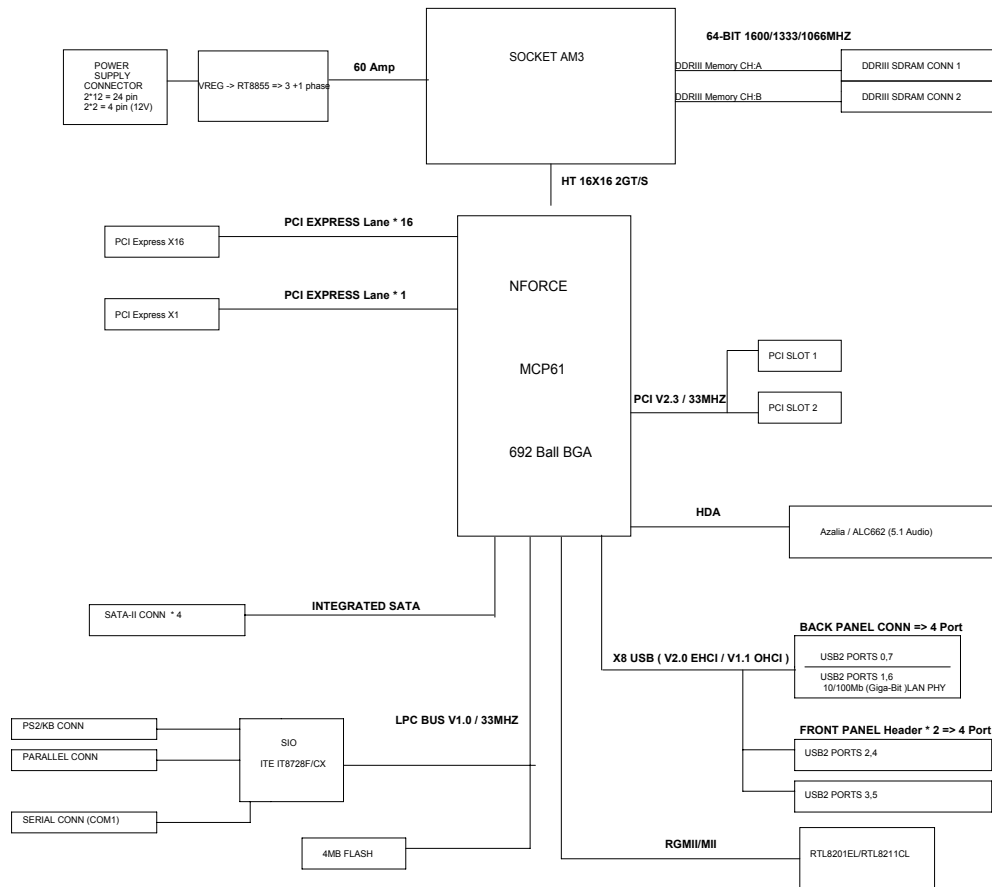 64-BIT 1600/1333/1066MHZ
POWER
SUPPLY
CONNECTOR
2*12 = 24 pin
2*2 = 4 pin (12V)
VREG -> RT8855 => 3 +1 phase
60 Amp
SOCKET AM3
DDRIII Memory CH:A
DDRIII SDRAM CONN 1
DDRIII Memory CH:B
DDRIII SDRAM CONN 2
HT 16X16 2GT/S
PCI EXPRESS Lane * 16
PCI Express X16
PCI EXPRESS Lane * 1
PCI Express X1
NFORCE
MCP61
692 Ball BGA
PCI SLOT 1
PCI V2.3 / 33MHZ
PCI SLOT 2
HDA
Azalia / ALC662 (5.1 Audio)
INTEGRATED SATA
SATA-II CONN * 4
BACK PANEL CONN => 4 Port
X8 USB ( V2.0 EHCI / V1.1 OHCI )
USB2 PORTS 0,7
USB2 PORTS 1,6
10/100Mb (Giga-Bit )LAN PHY
LPC BUS V1.0 / 33MHZ
PS2/KB CONN
PARALLEL CONN
SERIAL CONN (COM1)
SIO
ITE IT8728F/CX
FRONT PANEL Header * 2 => 4 Port
USB2 PORTS 2,4
USB2 PORTS 3,5
4MB FLASH
RGMII/MII
RTL8201EL/RTL8211CL